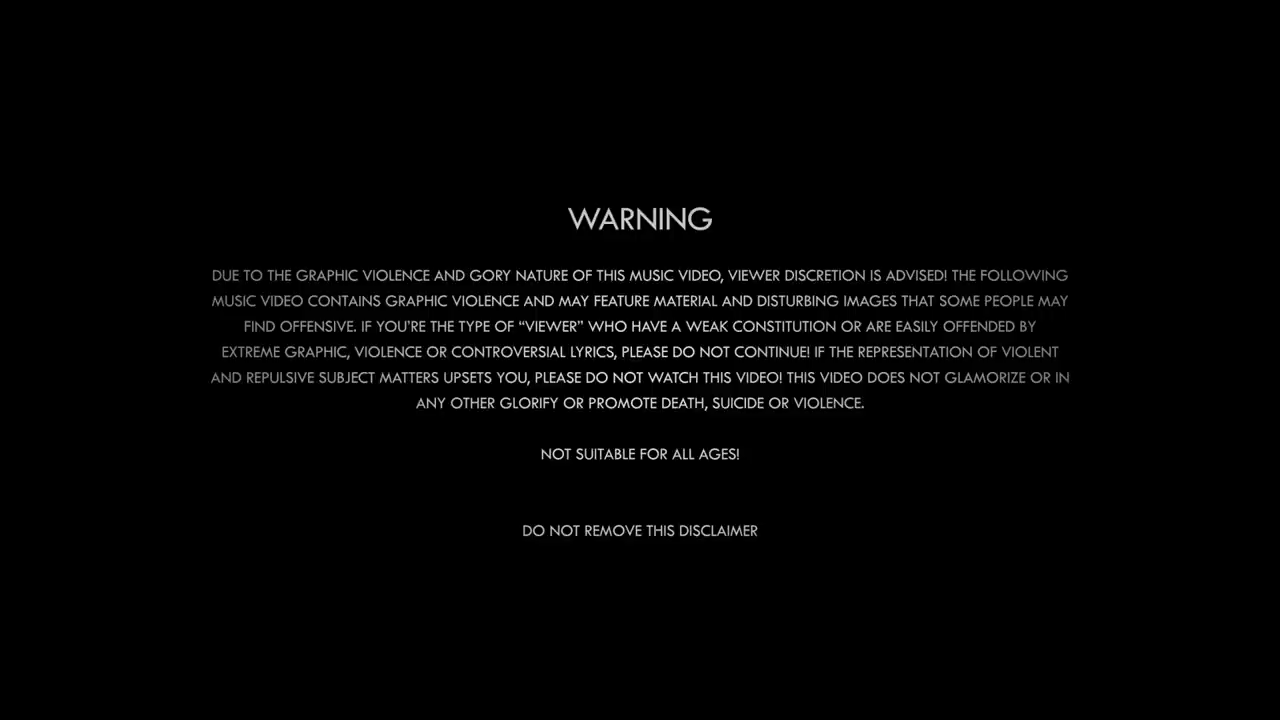 WARNING
DUE TO THE GRAPHIC VIOLENCE AND GORY NATURE OF THIS MUSIC VIDEO, VIEWER DISCRETION IS ADVISED! THE FOLLOWING
MUSIC VIDEO CONTAINS GRAPHIC VIOLENCE AND MAY FEATURE MATERIAL AND DISTURBING IMAGES THAT SOME PEOPLE MAY
FIND OFFENSIVE. IF YOU'RE THE TYPE OF “VIEWER” WHO HAVE A WEAK CONSTITUTION OR ARE EASILY OFFENDED BY
EXTREME GRAPHIC, VIOLENCE OR CONTROVERSIAL LYRICS, PLEASE DO NOT CONTINUE! IF THE REPRESENTATION OF VIOLENT
AND REPULSIVE SUBJECT MATTERS UPSETS YOU, PLEASE DO NOT WATCH THIS VIDEO! THIS VIDEO DOES NOT GLAMORIZE OR IN
ANY OTHER GLORIFY OR PROMOTE DEATH, SUICIDE OR VIOLENCE.
NOT SUITABLE FOR ALL AGES!
DO NOT REMOVE THIS DISCLAIMER